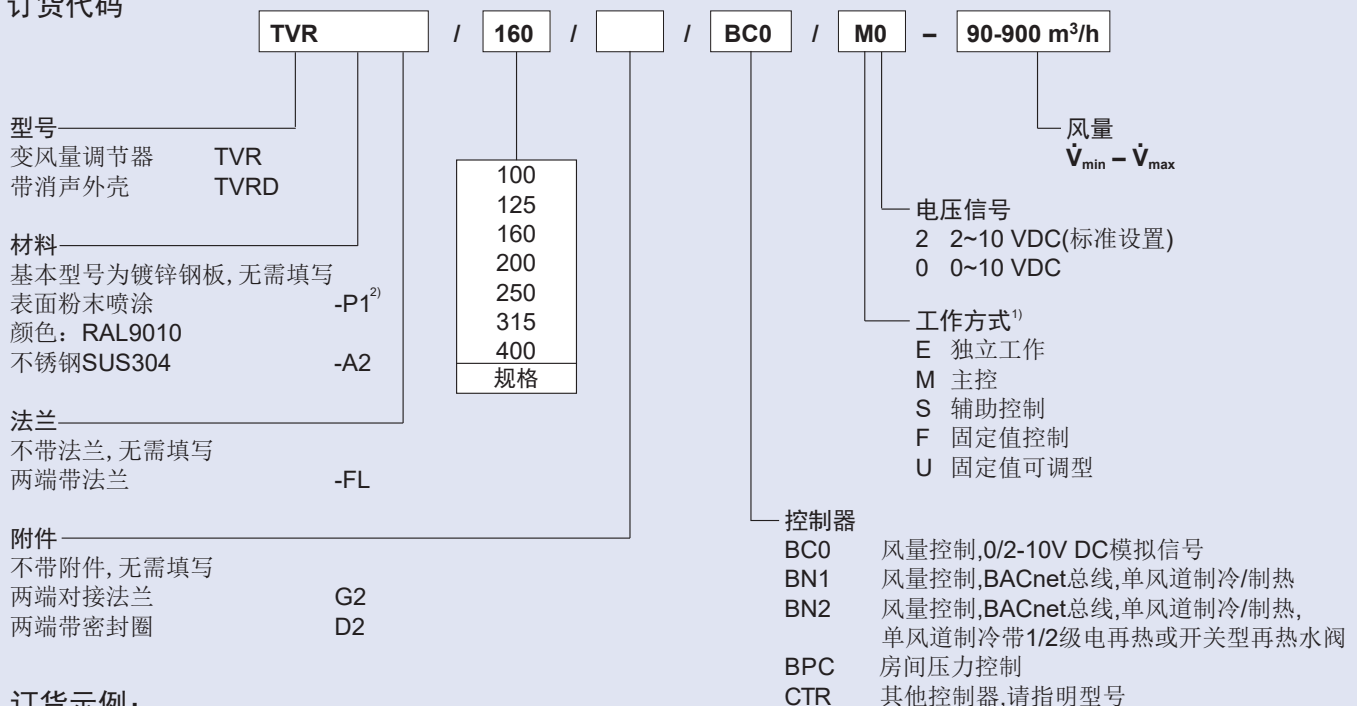 订货代码
TVR / 160 / / BC0 / M0 – 90-900 m³/h
型号
变风量调节器 TVR
带消声外壳 TVRD
材料
基本型号为镀锌钢板,无需填写
表面粉末喷涂 -P1²⁾
颜色：RAL9010
不锈钢SUS304 -A2
法兰
不带法兰,无需填写
两端带法兰 -FL
附件
不带附件,无需填写
两端对接法兰 G2
两端带密封圈 D2
100
125
160
200
250
315
400
规格
风量
V̇min – V̇max
电压信号
2 2~10 VDC(标准设置)
0 0~10 VDC
工作方式¹⁾
E 独立工作
M 主控
S 辅助控制
F 固定值控制
U 固定值可调型
控制器
BC0 风量控制,0/2-10V DC模拟信号
BN1 风量控制,BACnet总线,单风道制冷/制热
BN2 风量控制,BACnet总线,单风道制冷/制热,
单风道制冷带1/2级电再热或开关型再热水阀
BPC 房间压力控制
CTR 其他控制器,请指明型号
订货示例：